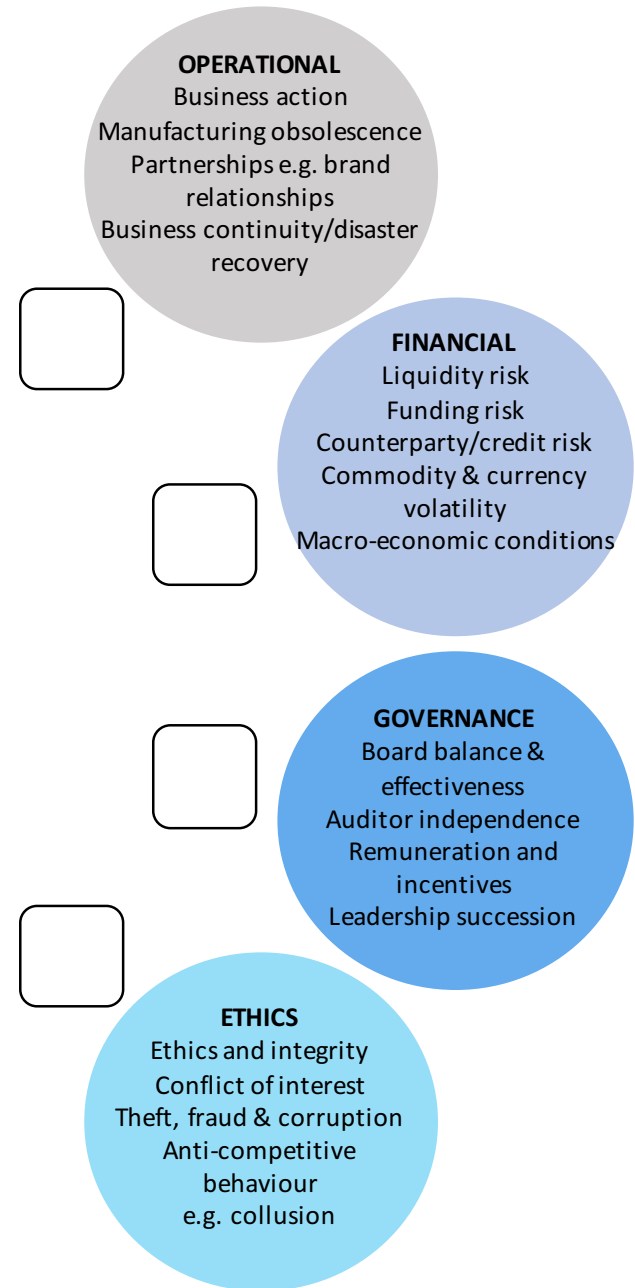 OPERATIONAL
Business action
Manufacturing obsolescence
Partnerships e.g. brand
relationships
Business continuity/disaster
recovery
FINANCIAL
Liquidity risk
Funding risk
Counterparty/credit risk
Commodity & currency
volatility
Macro-economic conditions
GOVERNANCE
Board balance &
effectiveness
Auditor independence
Remuneration and
incentives
Leadership succession
ETHICS
Ethics and integrity
Conflict of interest
Theft, fraud & corruption
Anti-competitive
behaviour
e.g. collusion